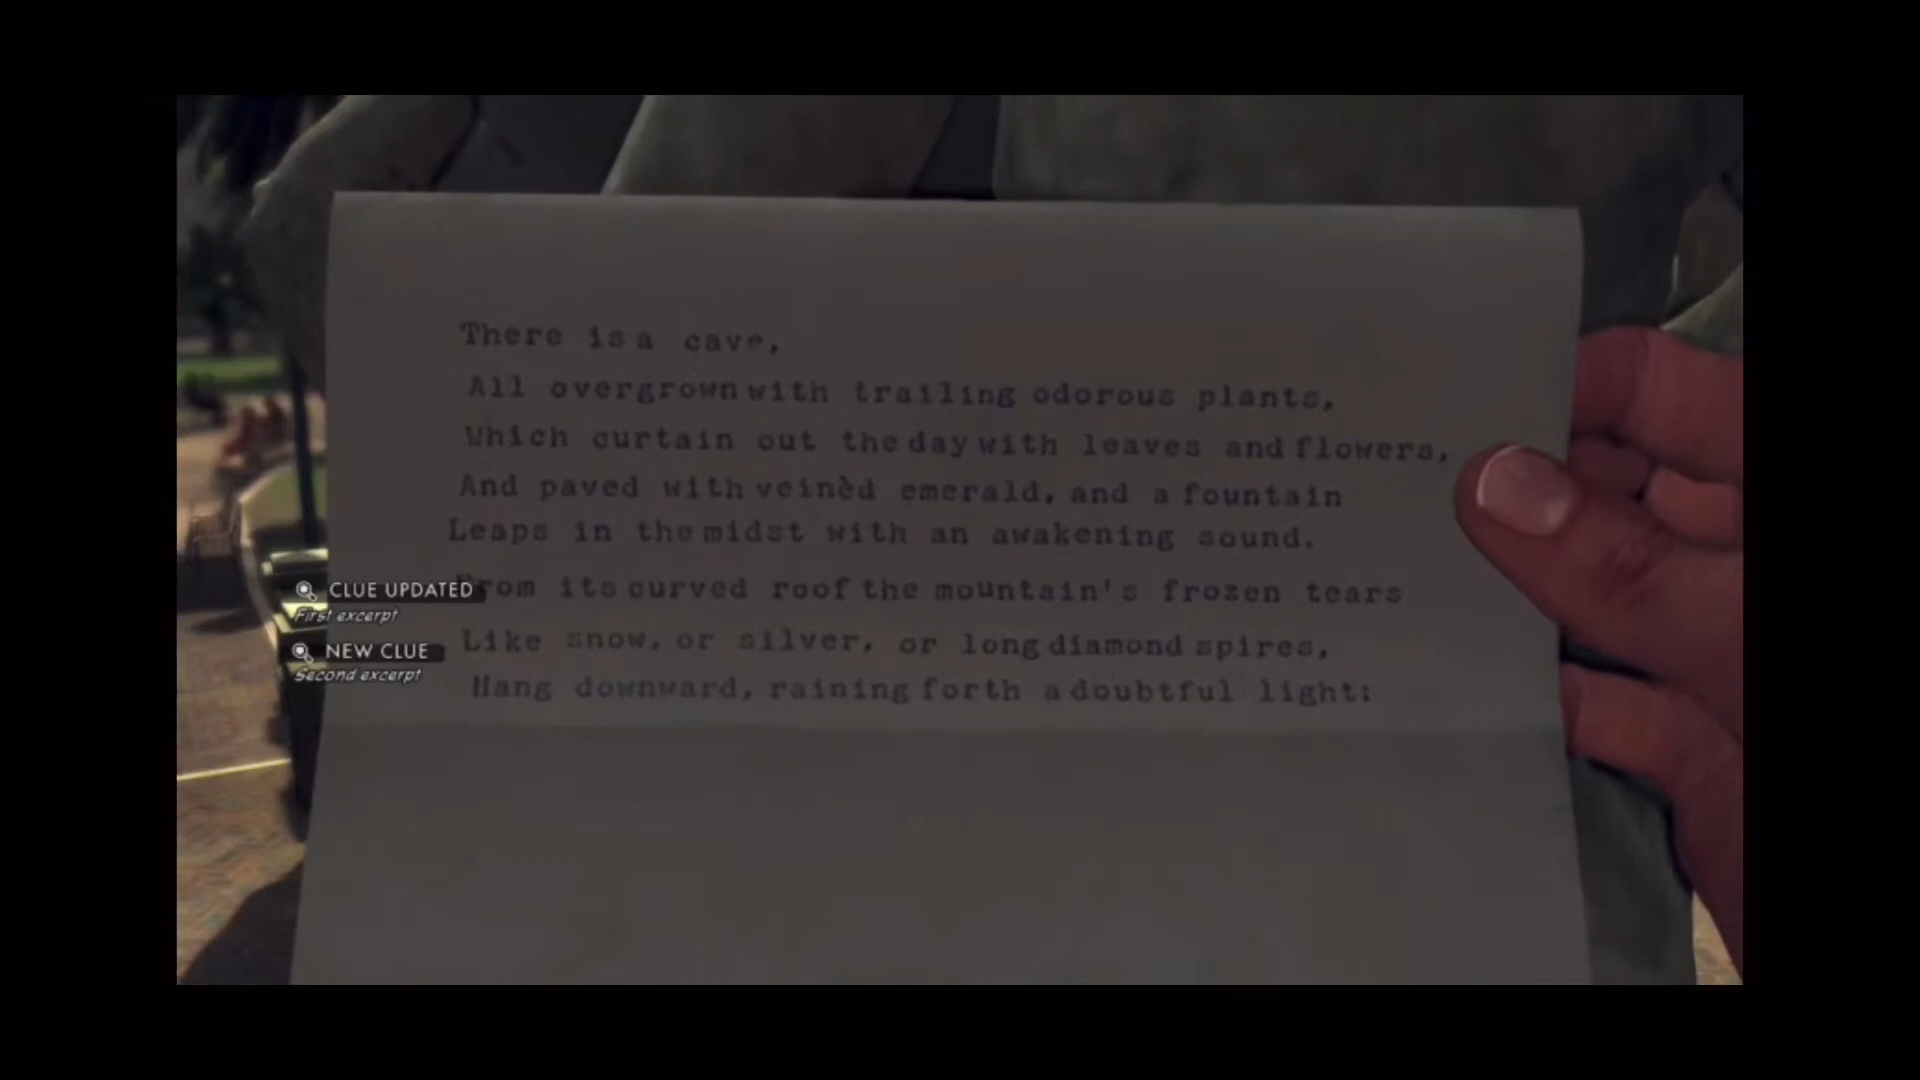 There is a cave,
All overgrown with trailing odorous plants,
Which curtain out the day with leaves and flowers,
And paved with veinèd emerald, and a fountain
Leaps in the midst with an awakening sound.
From its curved roof the mountain's frozen tears
Like snow, or silver, or long diamond spires,
Hang downward, raining forth a doubtful light:
CLUE UPDATED
First excerpt
NEW CLUE
Second excerpt